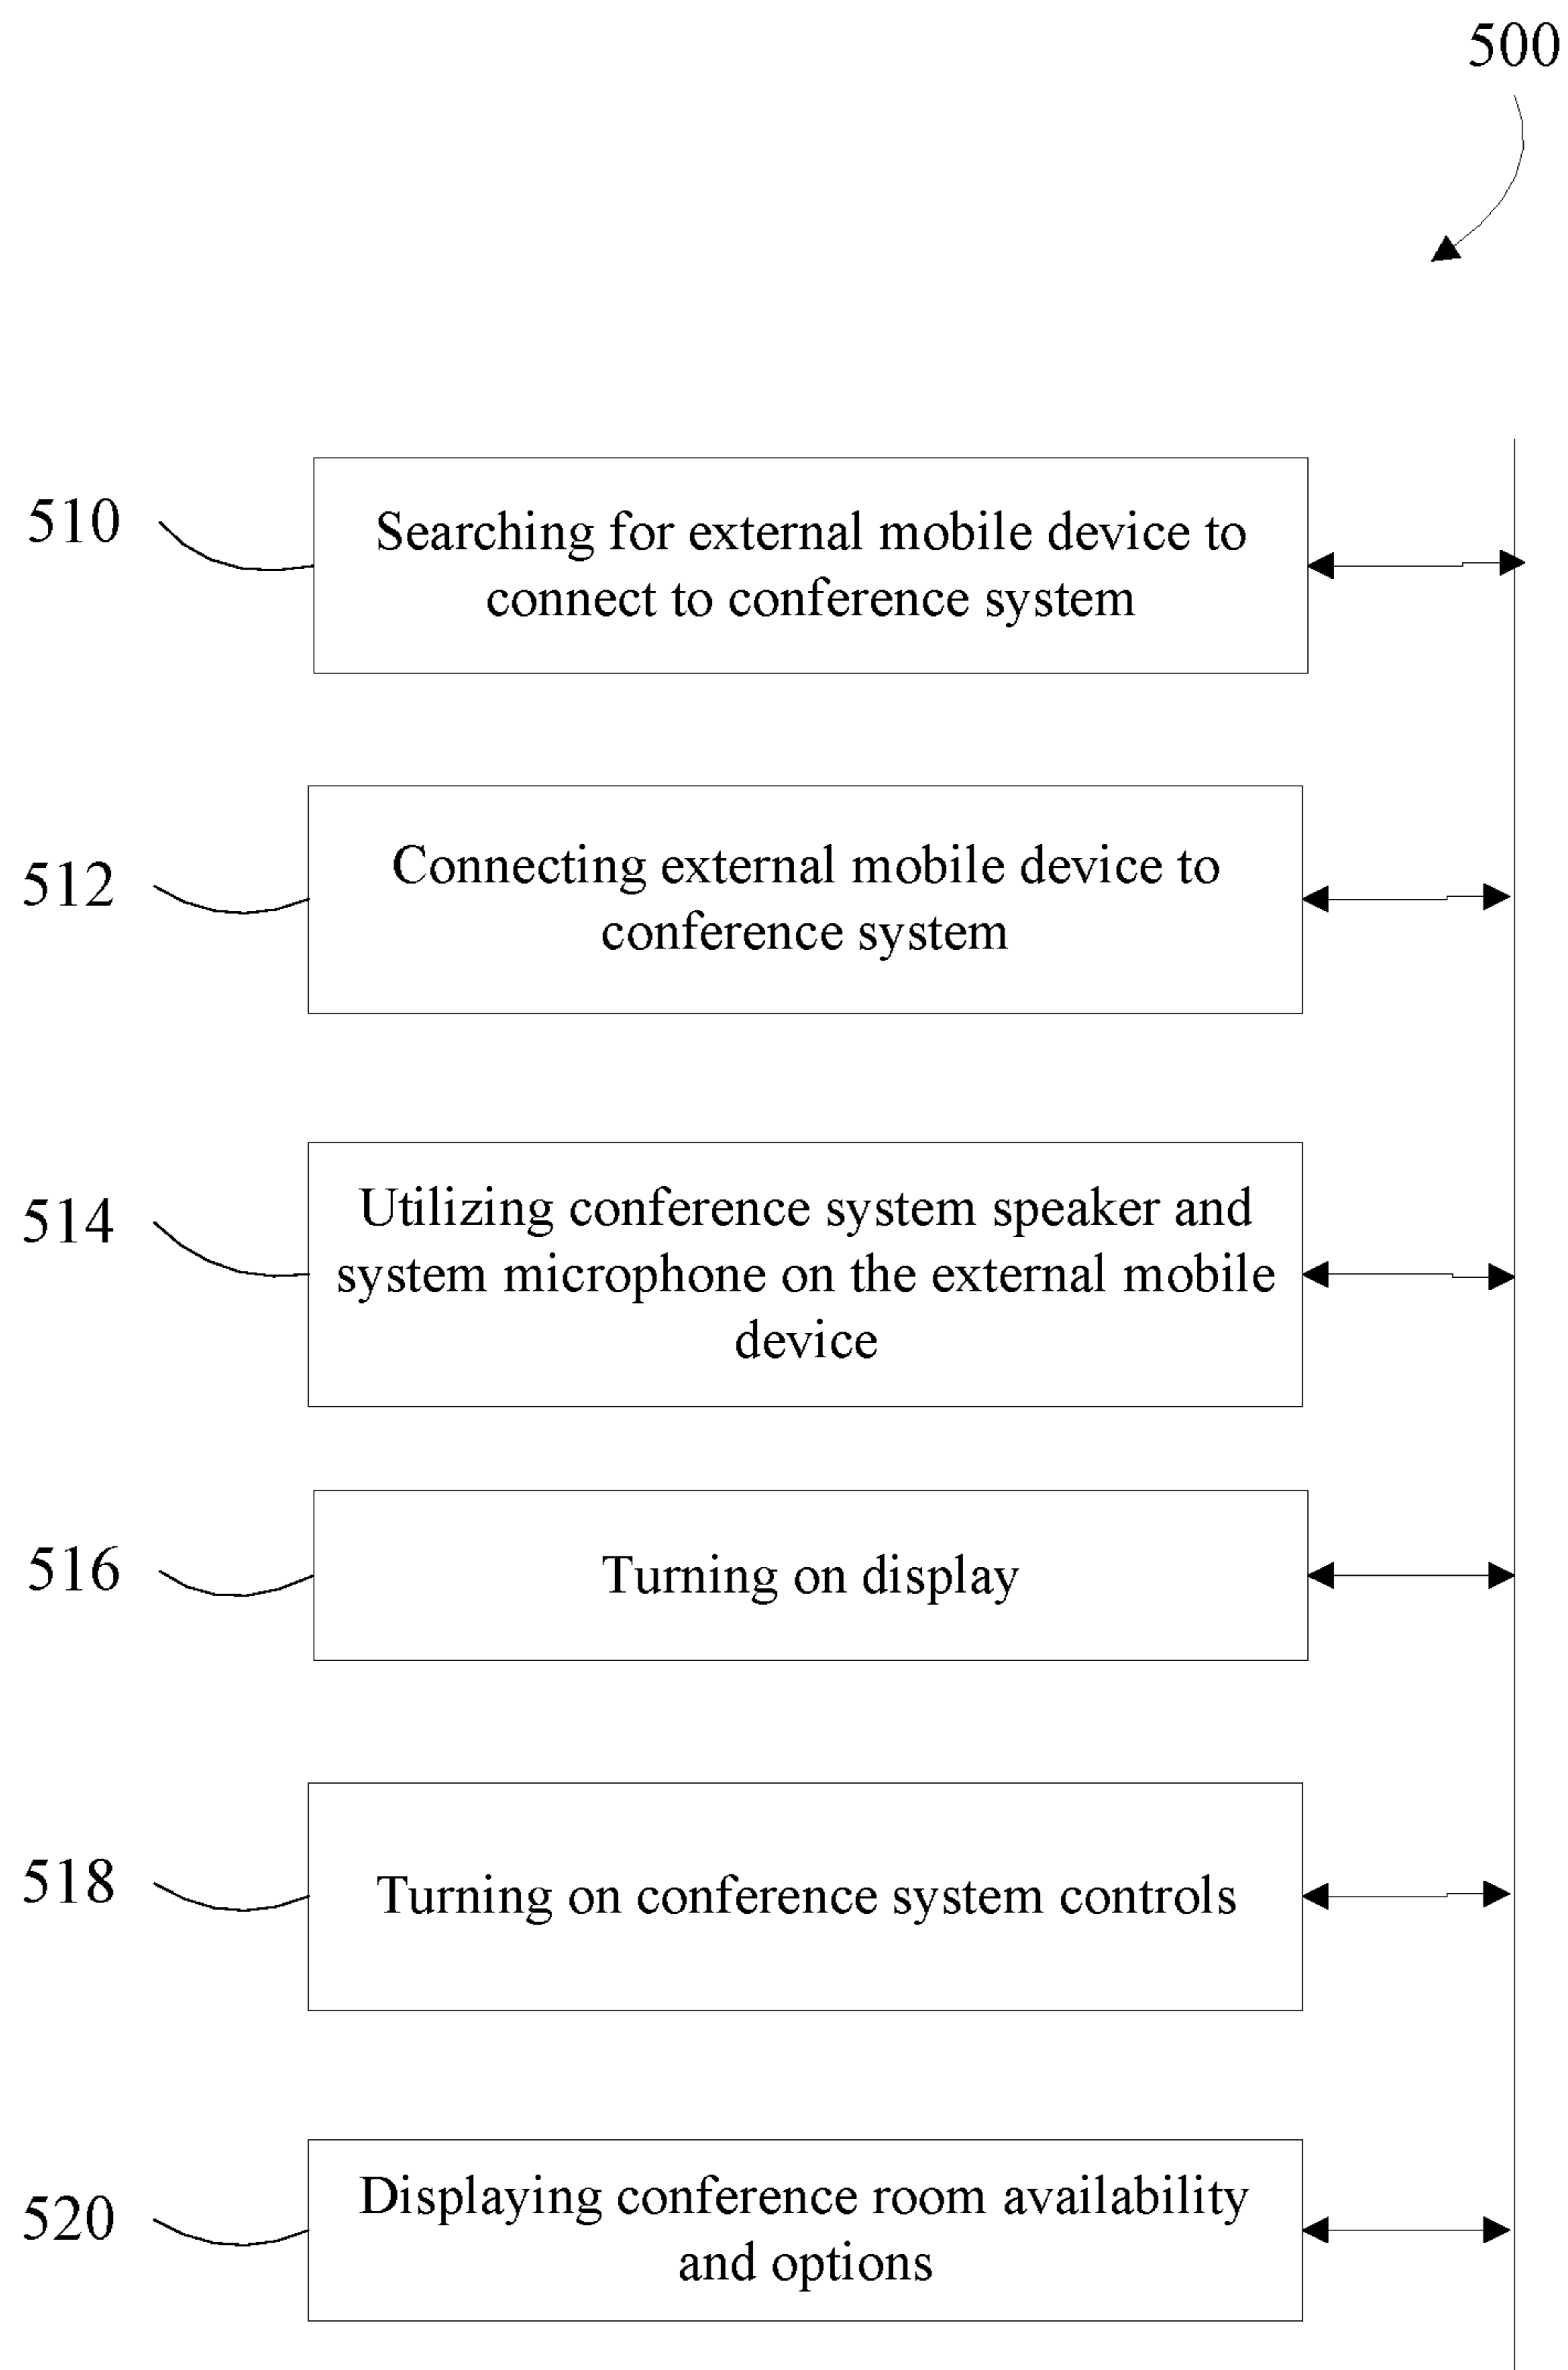 500
510
Searching for external mobile device to
connect to conference system
512
Connecting external mobile device to
conference system
514
Utilizing conference system speaker and
system microphone on the external mobile
device
516
Turning on display
518
Turning on conference system controls
520
Displaying conference room availability
and options